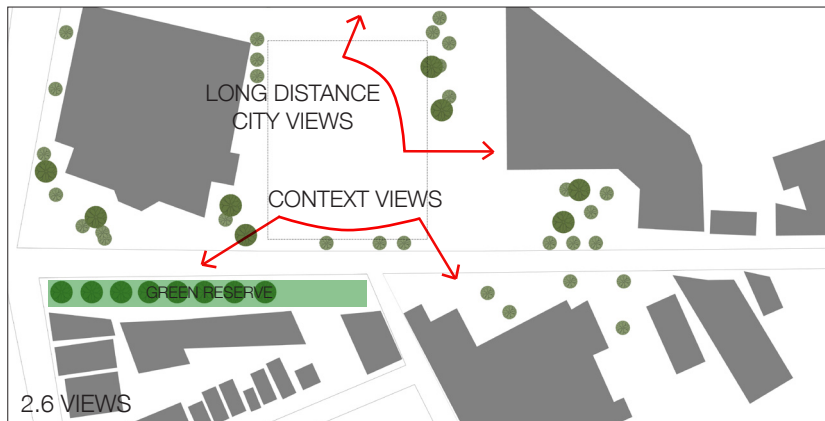 LONG DISTANCE
CITY VIEWS
CONTEXT VIEWS
GREEN RESERVE
2.6 VIEWS